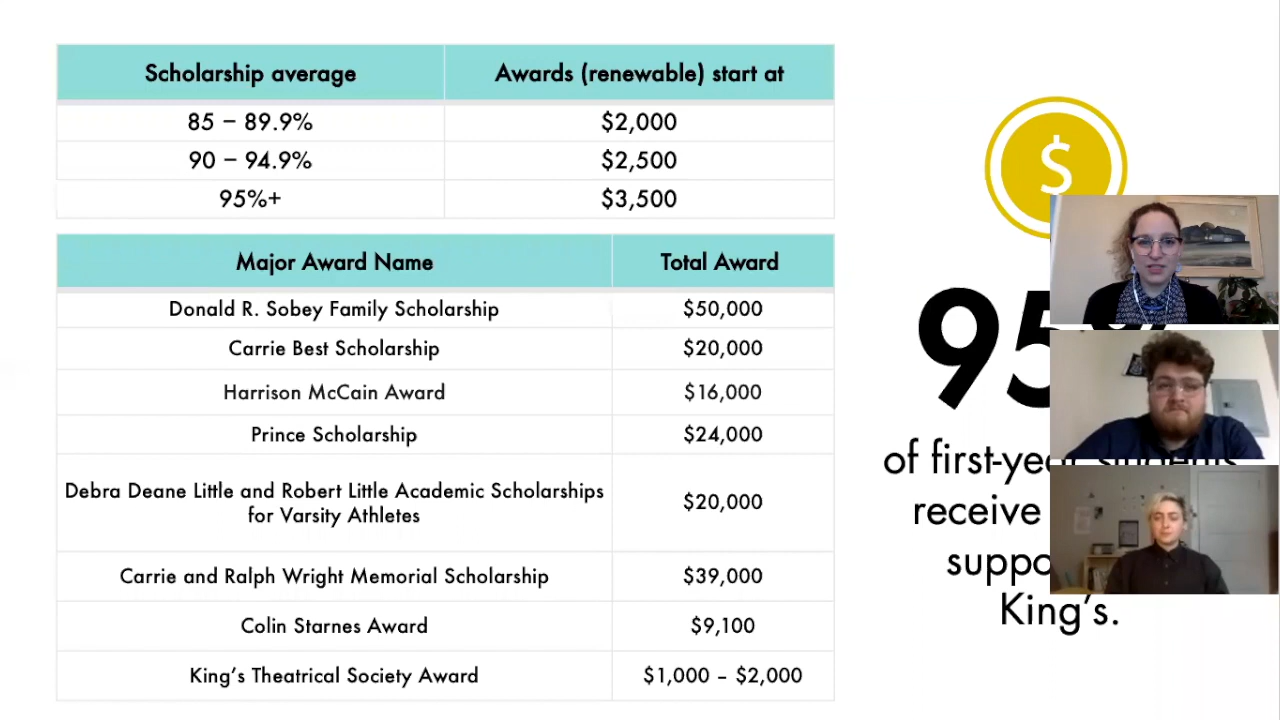 Scholarship average Awards (renewable) start at
85 – 89.9% $2,000
90 – 94.9% $2,500
95%+ $3,500
Major Award Name Total Award
Donald R. Sobey Family Scholarship $50,000
Carrie Best Scholarship $20,000
Harrison McCain Award $16,000
Prince Scholarship $24,000
Debra Deane Little and Robert Little Academic Scholarships
for Varsity Athletes $20,000
Carrie and Ralph Wright Memorial Scholarship $39,000
Colin Starnes Award $9,100
King's Theatrical Society Award $1,000 – $2,000
$
95%
of first-year students
receive
King's.